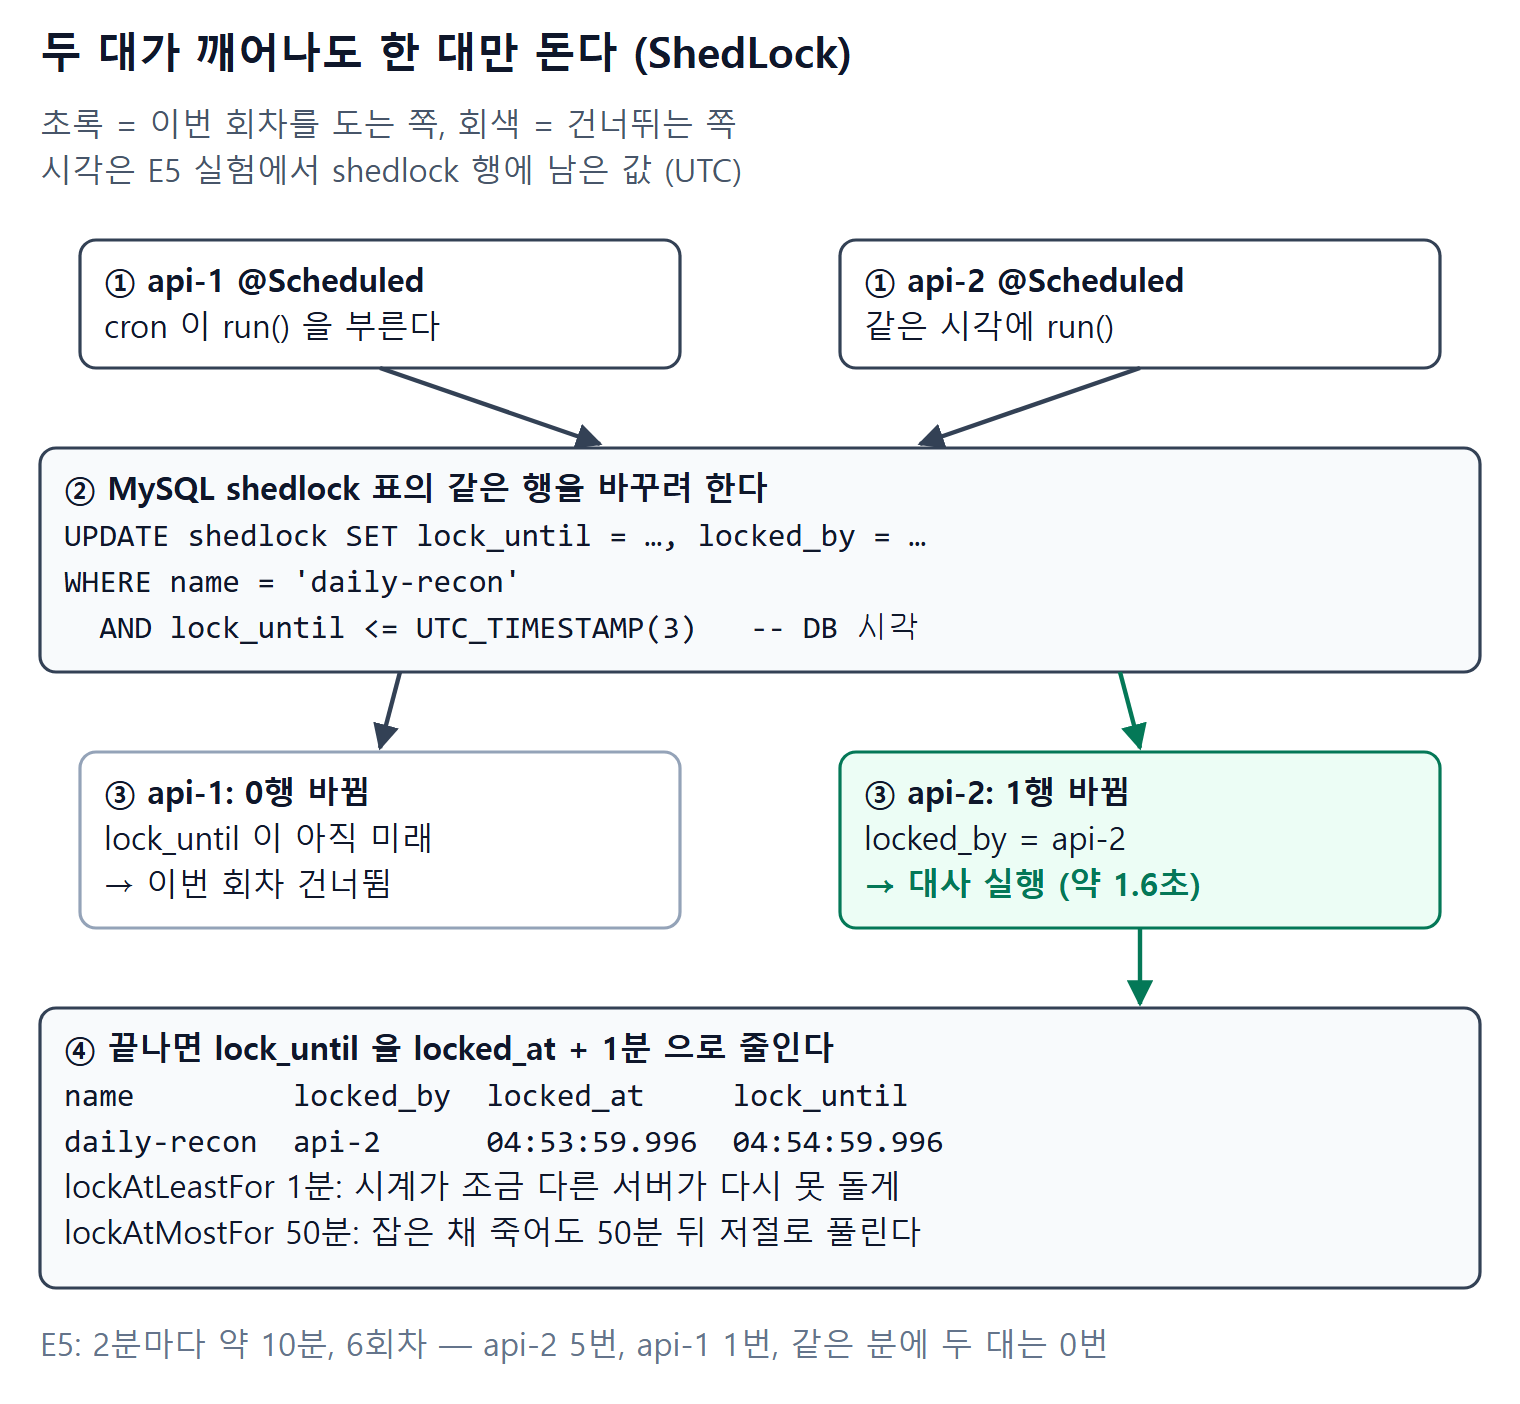 두 대가 깨어나도 한 대만 돈다 (ShedLock)
초록 = 이번 회차를 도는 쪽, 회색 = 건너뛰는 쪽
시각은 E5 실험에서 shedlock 행에 남은 값 (UTC)
① api-1 @Scheduled
cron 이 run() 을 부른다
① api-2 @Scheduled
같은 시각에 run()
② MySQL shedlock 표의 같은 행을 바꾸려 한다
UPDATE shedlock SET lock_until = …, locked_by = …
WHERE name = 'daily-recon'
  AND lock_until <= UTC_TIMESTAMP(3)   -- DB 시각
③ api-1: 0행 바뀜
lock_until 이 아직 미래
→ 이번 회차 건너뜀
③ api-2: 1행 바뀜
locked_by = api-2
→ 대사 실행 (약 1.6초)
④ 끝나면 lock_until 을 locked_at + 1분 으로 줄인다
name         locked_by  locked_at     lock_until
daily-recon  api-2      04:53:59.996  04:54:59.996
lockAtLeastFor 1분: 시계가 조금 다른 서버가 다시 못 돌게
lockAtMostFor 50분: 잡은 채 죽어도 50분 뒤 저절로 풀린다
E5: 2분마다 약 10분, 6회차 — api-2 5번, api-1 1번, 같은 분에 두 대는 0번